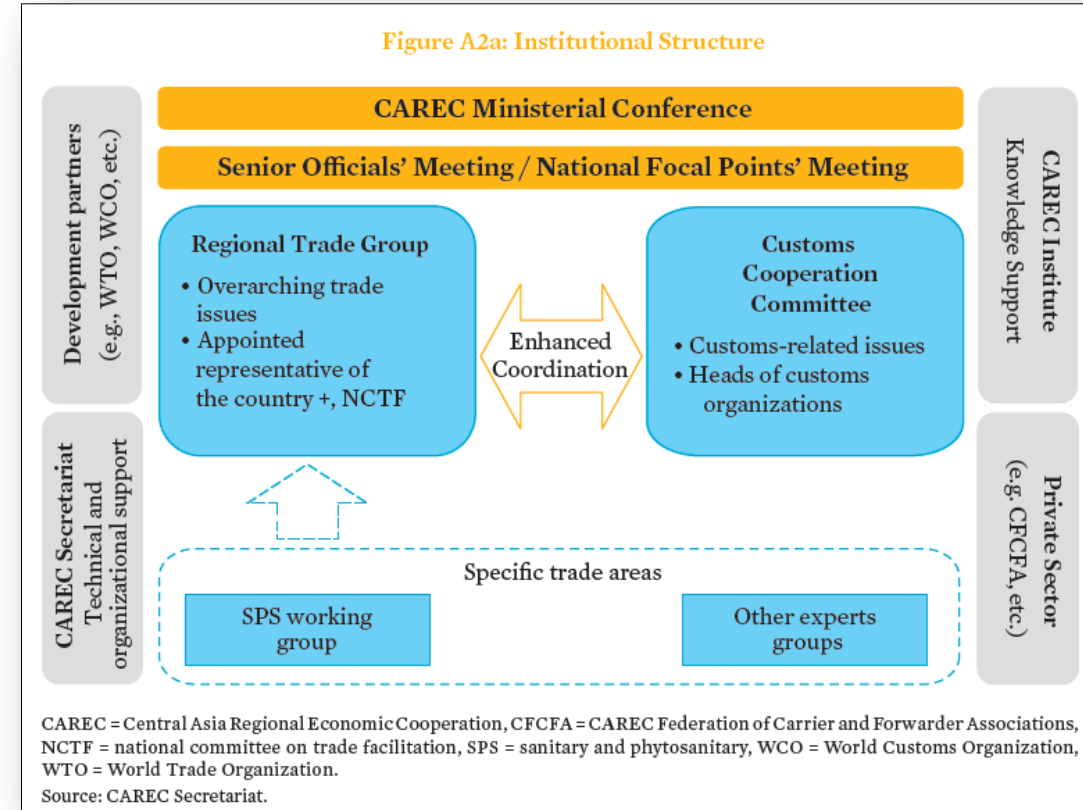 Figure A2a: Institutional Structure
Development partners
(e.g., WTO, WCO, etc.)
CAREC Secretariat
Technical and
organizational support
CAREC Ministerial Conference
Senior Officials’ Meeting / National Focal Points’ Meeting
Regional Trade Group
• Overarching trade
issues
• Appointed
representative of
the country +, NCTF
Enhanced
Coordination
Customs
Cooperation
Committee
• Customs-related issues
• Heads of customs
organizations
Specific trade areas
SPS working
group
Other experts
groups
CAREC Institute
Knowledge Support
Private Sector
(e.g. CFCFA, etc.)
CAREC = Central Asia Regional Economic Cooperation, CFCFA = CAREC Federation of Carrier and Forwarder Associations,
NCTF = national committee on trade facilitation, SPS = sanitary and phytosanitary, WCO = World Customs Organization,
WTO = World Trade Organization.
Source: CAREC Secretariat.